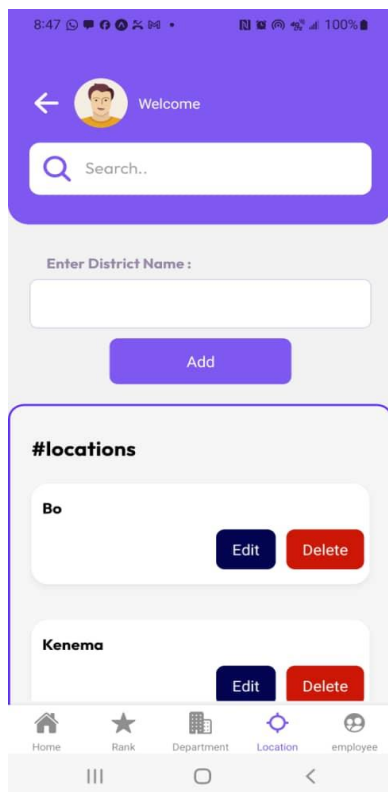 8:47 100%
Welcome
Search..
Enter District Name :
Add
#locations
Bo
Edit Delete
Kenema
Edit Delete
Home Rank Department Location employee